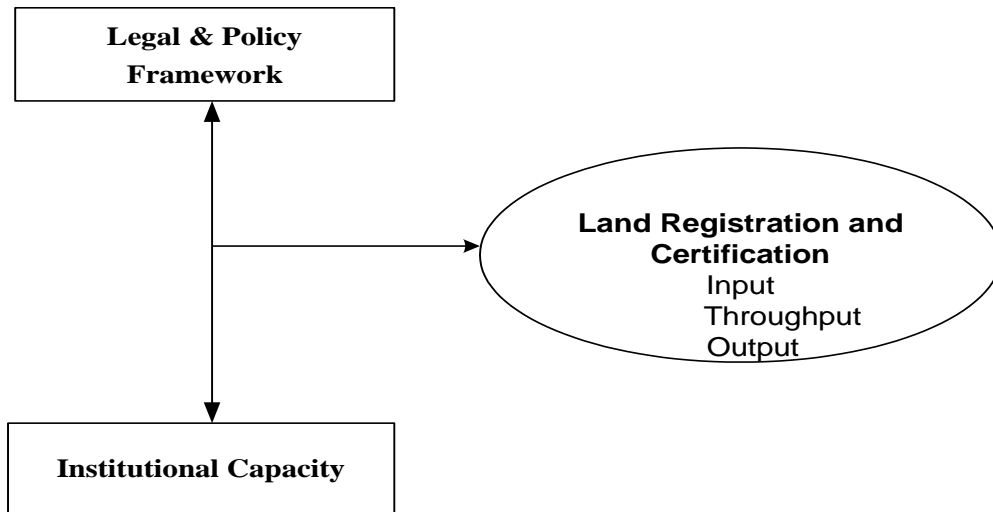 Legal & Policy
Framework
Land Registration and
Certification
Input
Throughput
Output
Institutional Capacity